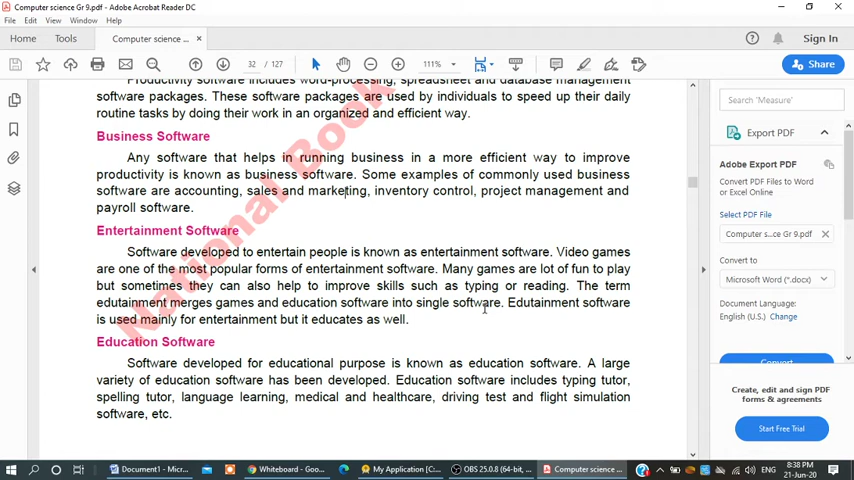 Computer science Gr 9.pdf - Adobe Acrobat Reader DC
File Edit View Window Help
Home Tools Computer science ... × Sign In
32 / 127 111% Share
Productivity software includes word-processing, spreadsheet and database management
software packages. These software packages are used by individuals to speed up their daily
routine tasks by doing their work in an organized and efficient way.
Business Software
Any software that helps in running business in a more efficient way to improve
productivity is known as business software. Some examples of commonly used business
software are accounting, sales and marketing, inventory control, project management and
payroll software.
Entertainment Software
Software developed to entertain people is known as entertainment software. Video games
are one of the most popular forms of entertainment software. Many games are lot of fun to play
but sometimes they can also help to improve skills such as typing or reading. The term
edutainment merges games and education software into single software. Edutainment software
is used mainly for entertainment but it educates as well.
Education Software
Software developed for educational purpose is known as education software. A large
variety of education software has been developed. Education software includes typing tutor,
spelling tutor, language learning, medical and healthcare, driving test and flight simulation
software, etc.
National Book
Search 'Measure'
Export PDF
Adobe Export PDF
Convert PDF Files to Word
or Excel Online
Select PDF File
Computer s...ce Gr 9.pdf
Convert to
Microsoft Word (*.docx)
Document Language:
English (U.S.) Change
Convert
Create, edit and sign PDF
forms & agreements
Start Free Trial
Document1 - Micr... Whiteboard - Goo... My Application [C:... OBS 25.0.8 (64-bit, ... Computer science ... ENG 8:38 PM
21-Jun-20